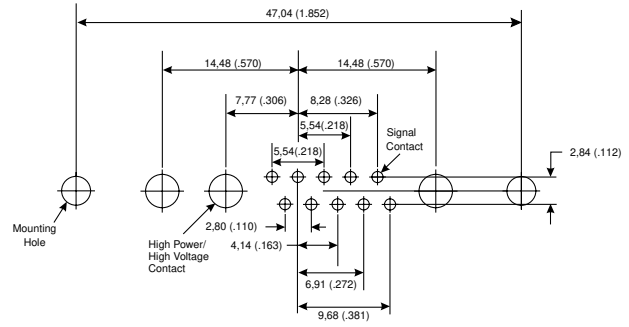 47,04 (1.852)
14,48 (.570)
14,48 (.570)
7,77 (.306)
8,28 (.326)
5,54(.218)
Signal
Contact
5,54(.218)
2,84 (.112)
Mounting
Hole
2,80 (.110)
High Power/
High Voltage
Contact
4,14 (.163)
6,91 (.272)
9,68 (.381)